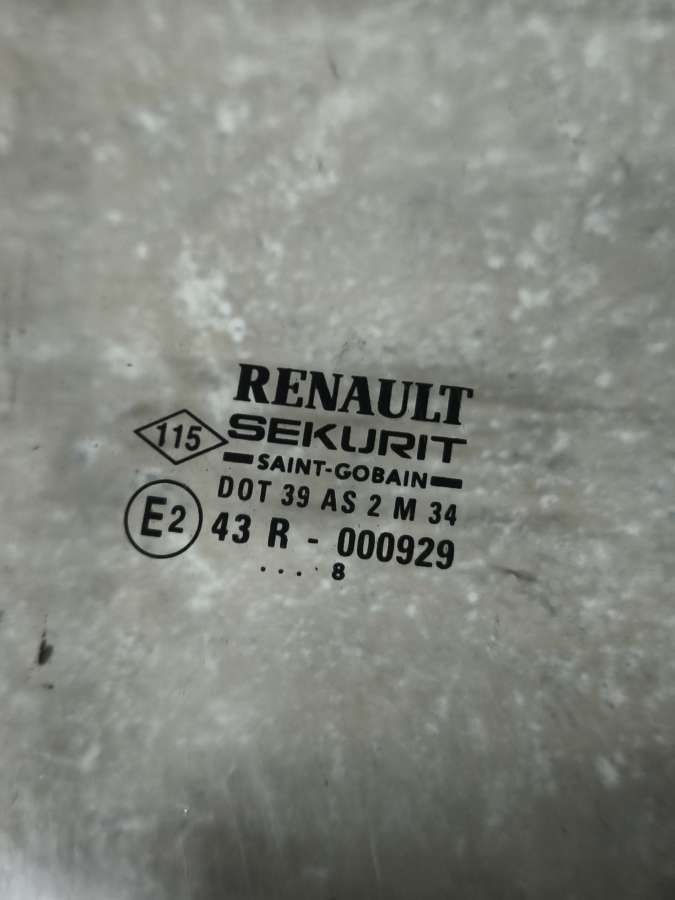 RENAULT
115 SEKURIT
SAINT-GOBAIN
DOT 39 AS 2 M 34
E2 43 R - 000929
... 8